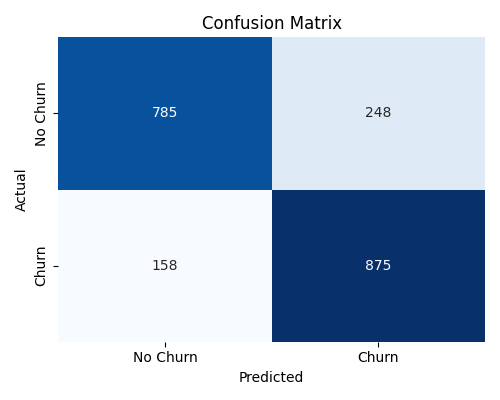 Confusion Matrix
Actual
No Churn
785
248
Churn
158
875
No Churn
Churn
Predicted